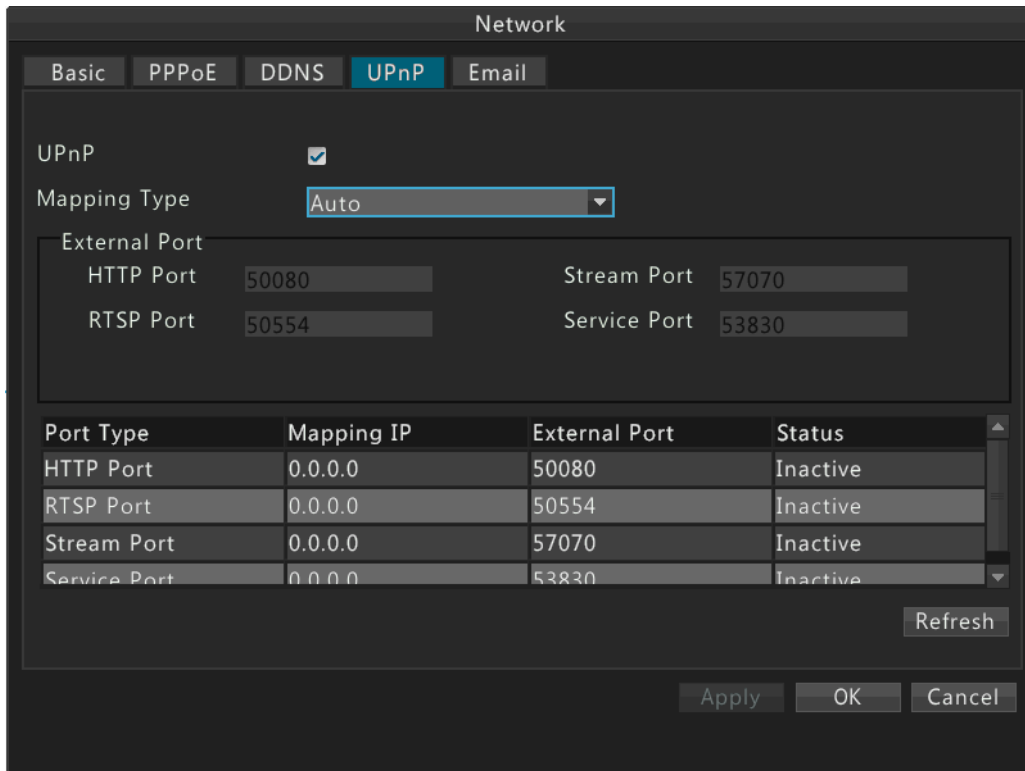 Network
Basic PPPoE DDNS UPnP Email
UPnP
Mapping Type Auto
External Port
HTTP Port 50080 Stream Port 57070
RTSP Port 50554 Service Port 53830
Port Type Mapping IP External Port Status
HTTP Port 0.0.0.0 50080 Inactive
RTSP Port 0.0.0.0 50554 Inactive
Stream Port 0.0.0.0 57070 Inactive
Service Port 0.0.0.0 53830 Inactive
Refresh
Apply OK Cancel